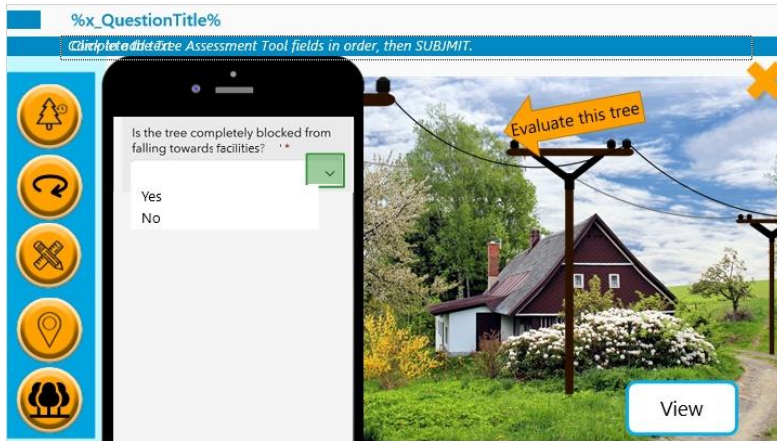 %x_QuestionTitle%
Complete the Tree Assessment Tool fields in order, then SUBJMIT.
Is the tree completely blocked from
falling towards facilities? ' *
Yes
No
Evaluate this tree
View